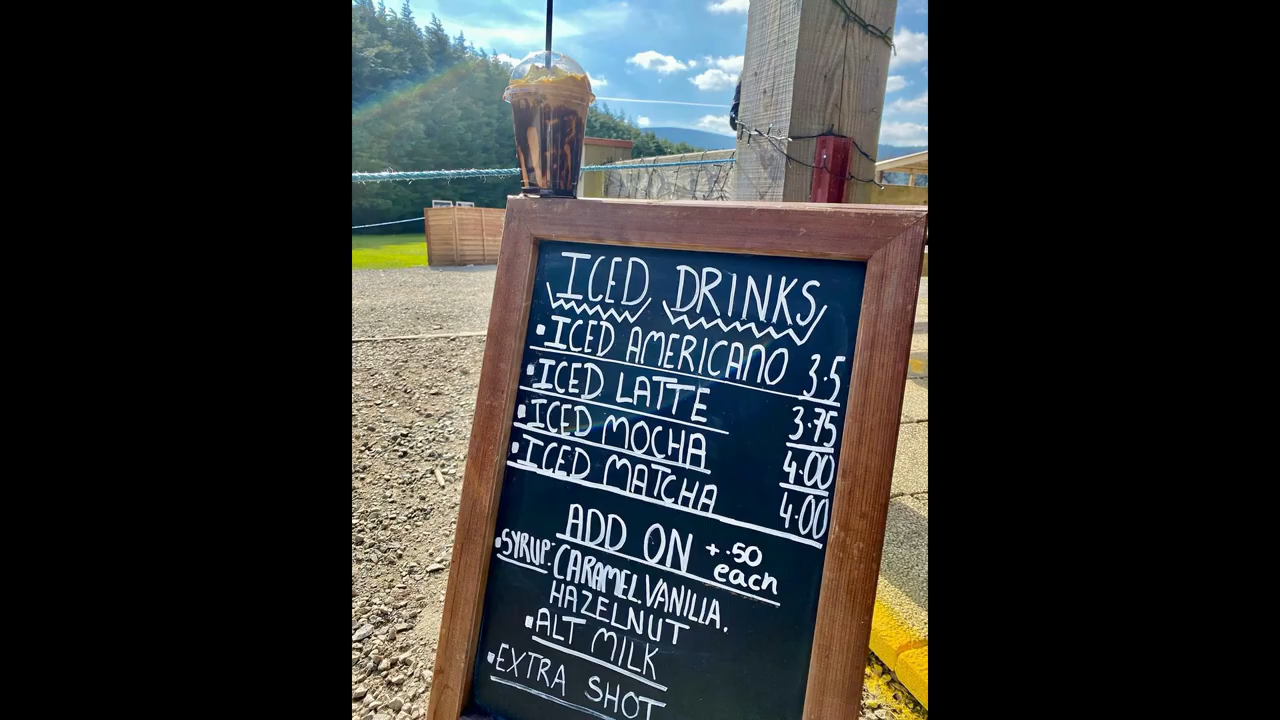 ICED DRINKS
• ICED AMERICANO 3.5
• ICED LATTE 3.75
• ICED MOCHA 4.00
• ICED MATCHA 4.00
ADD ON +.50 each
• SYRUP: CARAMEL VANILLA,
HAZELNUT
• ALT MILK
• EXTRA SHOT